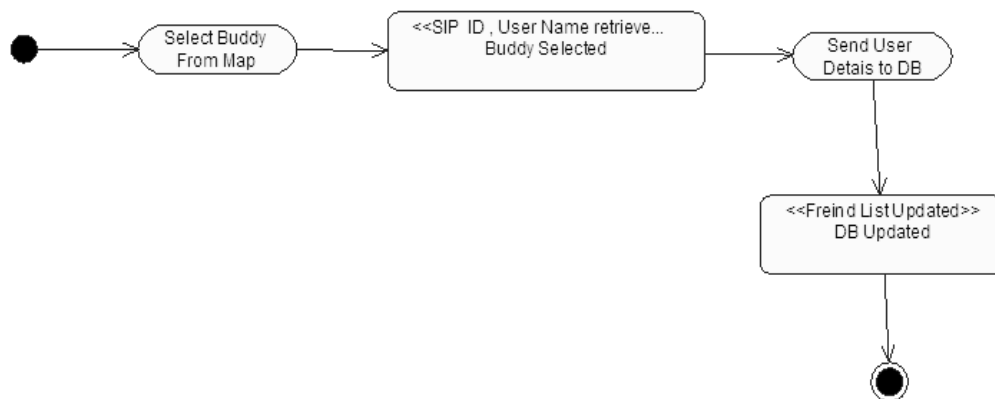 Select Buddy
From Map
<<SIP ID , User Name retrieve...
Buddy Selected
Send User
Detais to DB
<<Freind List Updated>>
DB Updated